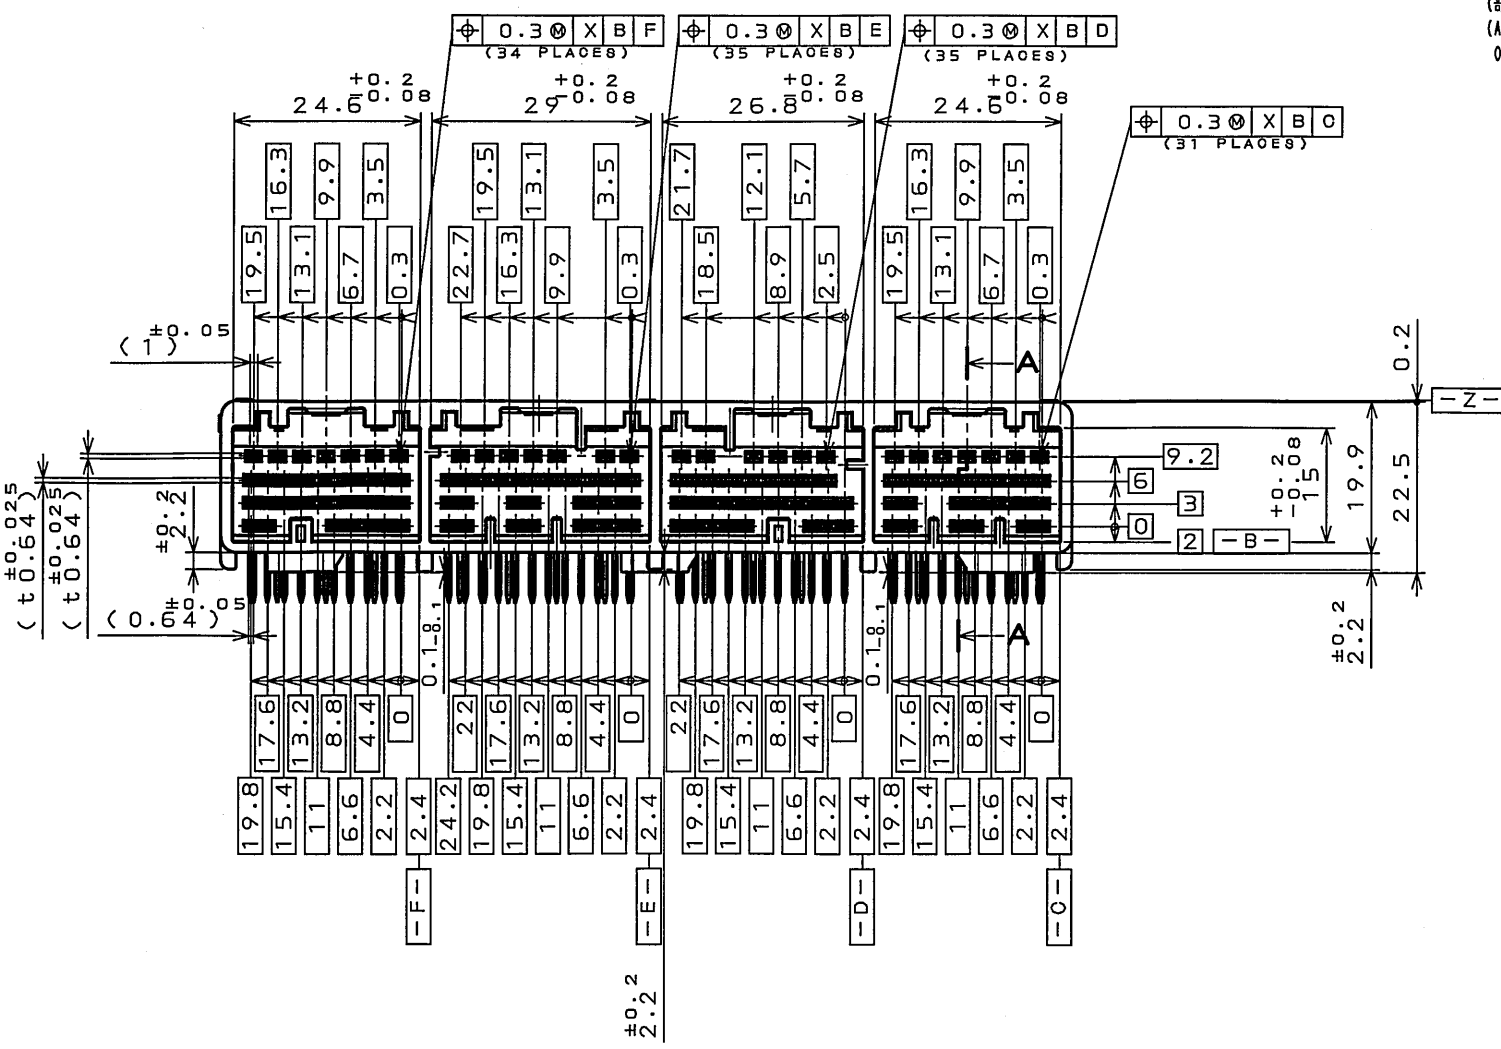 ⌖ 0.3 Ⓜ X B F
(34 PLACES)
⌖ 0.3 Ⓜ X B E
(35 PLACES)
⌖ 0.3 Ⓜ X B D
(35 PLACES)
⌖ 0.3 Ⓜ X B C
(31 PLACES)
24.6 +0.2 -0.08
29 +0.2 -0.08
26.8 +0.2 -0.08
24.6 +0.2 -0.08
16.3 9.9 3.5
19.5 13.1 3.5
21.7 12.1 5.7
16.3 9.9 3.5
19.5 13.1 6.7 0.3
22.7 16.3 9.9 0.3
18.5 8.9 2.5
19.5 13.1 6.7 0.3
(1) ±0.05
A
0.2
-Z-
9.2
6
3
0
2 -B-
15 +0.2 -0.08
19.9
22.5
2.2 ±0.2
(t0.64) ±0.025
(t0.64) ±0.025
2.2 ±0.2
(0.64) ±0.05
0.1 0 -0.1
0.1 0 -0.1
A
17.6 13.2 8.8 4.4 0
22 17.6 13.2 8.8 4.4 0
22 17.6 13.2 8.8 4.4 0
17.6 13.2 8.8 4.4 0
19.8 15.4 11 6.6 2.2 2.4
24.2 19.8 15.4 11 6.6 2.2 2.4
19.8 15.4 11 6.6 2.2 2.4
19.8 15.4 11 6.6 2.2 2.4
-F-
-E-
-D-
-C-
2.2 ±0.2